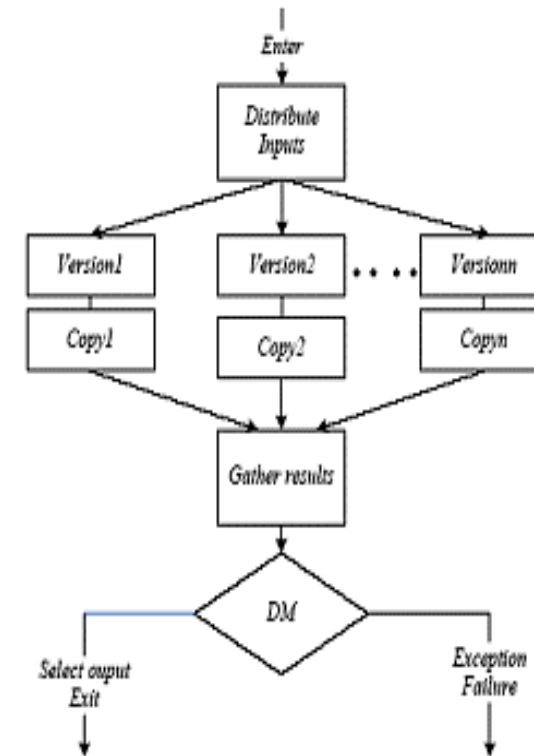 Enter
Distribute
Inputs
Version1
Version2
Versionn
Copy1
Copy2
Copyn
Gather results
DM
Select ouput
Exit
Exception
Failure